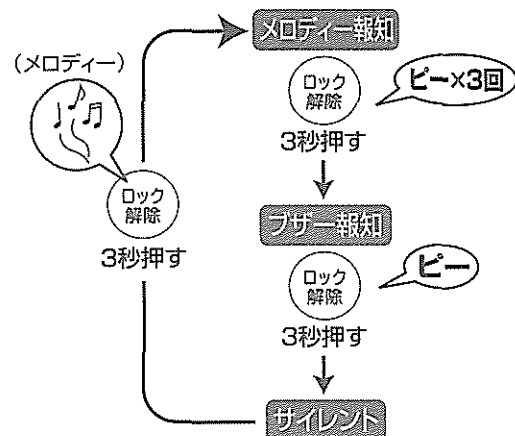 メロディー報知
(メロディー)
ロック
解除
ピー×3回
3秒押す
ロック
解除
3秒押す
ブザー報知
ロック
解除
ピー
3秒押す
サイレント